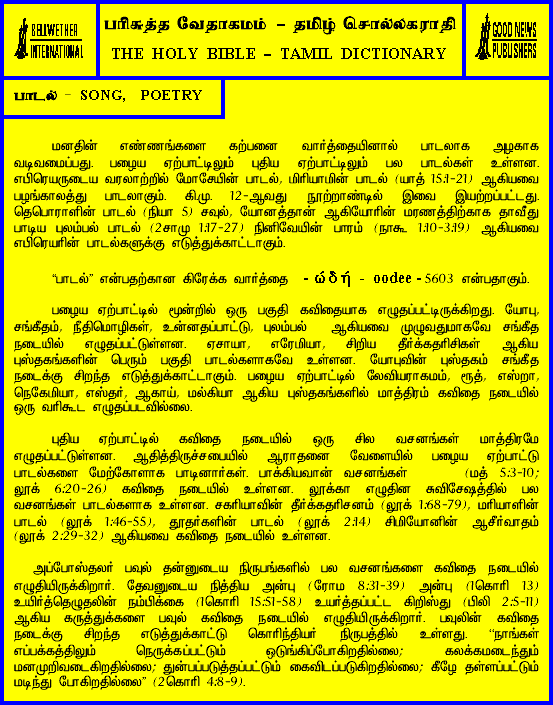 BELLWETHER
INTERNATIONAL
பரிசுத்த வேதாகமம் - தமிழ் சொல்லகராதி
THE HOLY BIBLE - TAMIL DICTIONARY
GOOD NEWS
PUBLISHERS
பாடல் - SONG, POETRY
மனதின் எண்ணங்களை கற்பனை வார்த்தையினால் பாடலாக அழகாக
வடிவமைப்பது. பழைய ஏற்பாட்டிலும் புதிய ஏற்பாட்டிலும் பல பாடல்கள் உள்ளன.
எபிரெயருடைய வரலாற்றில் மோசேயின் பாடல், மிரியாமின் பாடல் (யாத் 15:1-21) ஆகியவை
பழங்காலத்து பாடலாகும். கி.மு. 12-ஆவது நூற்றாண்டில் இவை இயற்றப்பட்டது.
தெபொராளின் பாடல் (நியா 5) சவுல், யோனத்தான் ஆகியோரின் மரணத்திற்காக தாவீது
பாடிய புலம்பல் பாடல் (2சாமு 1:17-27) நினிவேயின் பாரம் (நாகூ 1:10-3:19) ஆகியவை
எபிரெயரின் பாடல்களுக்கு எடுத்துக்காட்டாகும்.
“பாடல்” என்பதற்கான கிரேக்க வார்த்தை - ώδή - oodee - 5603 என்பதாகும்.
பழைய ஏற்பாட்டில் மூன்றில் ஒரு பகுதி கவிதையாக எழுதப்பட்டிருக்கிறது. யோபு,
சங்கீதம், நீதிமொழிகள், உன்னதப்பாட்டு, புலம்பல் ஆகியவை முழுவதுமாகவே சங்கீத
நடையில் எழுதப்பட்டுள்ளன. ஏசாயா, எரேமியா, சிறிய தீர்க்கதரிசிகள் ஆகிய
புஸ்தகங்களின் பெரும் பகுதி பாடல்களாகவே உள்ளன. யோபுவின் புஸ்தகம் சங்கீத
நடைக்கு சிறந்த எடுத்துக்காட்டாகும். பழைய ஏற்பாட்டில் லேவியராகமம், ரூத், எஸ்றா,
நெகேமியா, எஸ்தர், ஆகாய், மல்கியா ஆகிய புஸ்தகங்களில் மாத்திரம் கவிதை நடையில்
ஒரு வரிகூட எழுதப்படவில்லை.
புதிய ஏற்பாட்டில் கவிதை நடையில் ஒரு சில வசனங்கள் மாத்திரமே
எழுதப்பட்டுள்ளன. ஆதித்திருச்சபையில் ஆராதனை வேளையில் பழைய ஏற்பாட்டு
பாடல்களை மேற்கோளாக பாடினார்கள். பாக்கியவான் வசனங்கள் (மத் 5:3-10;
லூக் 6:20-26) கவிதை நடையில் உள்ளன. லூக்கா எழுதின சுவிசேஷத்தில் பல
வசனங்கள் பாடல்களாக உள்ளன. சகரியாவின் தீர்க்கதரிசனம் (லூக் 1:68-79), மரியாளின்
பாடல் (லூக் 1:46-55), தூதர்களின் பாடல் (லூக் 2:14) சிமியோனின் ஆசீர்வாதம்
(லூக் 2:29-32) ஆகியவை கவிதை நடையில் உள்ளன.
அப்போஸ்தலர் பவுல் தன்னுடைய நிருபங்களில் பல வசனங்களை கவிதை நடையில்
எழுதியிருக்கிறார். தேவனுடைய நித்திய அன்பு (ரோம 8:31-39) அன்பு (1கொரி 13)
உயிர்த்தெழுதலின் நம்பிக்கை (1கொரி 15:51-58) உயர்த்தப்பட்ட கிறிஸ்து (பிலி 2:5-11)
ஆகிய கருத்துக்களை பவுல் கவிதை நடையில் எழுதியிருக்கிறார். பவுலின் கவிதை
நடைக்கு சிறந்த எடுத்துக்காட்டு கொரிந்தியர் நிருபத்தில் உள்ளது. “நாங்கள்
எப்பக்கத்திலும் நெருக்கப்பட்டும் ஒடுங்கிப்போகிறதில்லை; கலக்கமடைந்தும்
மனமுறிவடைகிறதில்லை; துன்பப்படுத்தப்பட்டும் கைவிடப்படுகிறதில்லை; கீழே தள்ளப்பட்டும்
மடிந்து போகிறதில்லை” (2கொரி 4:8-9).